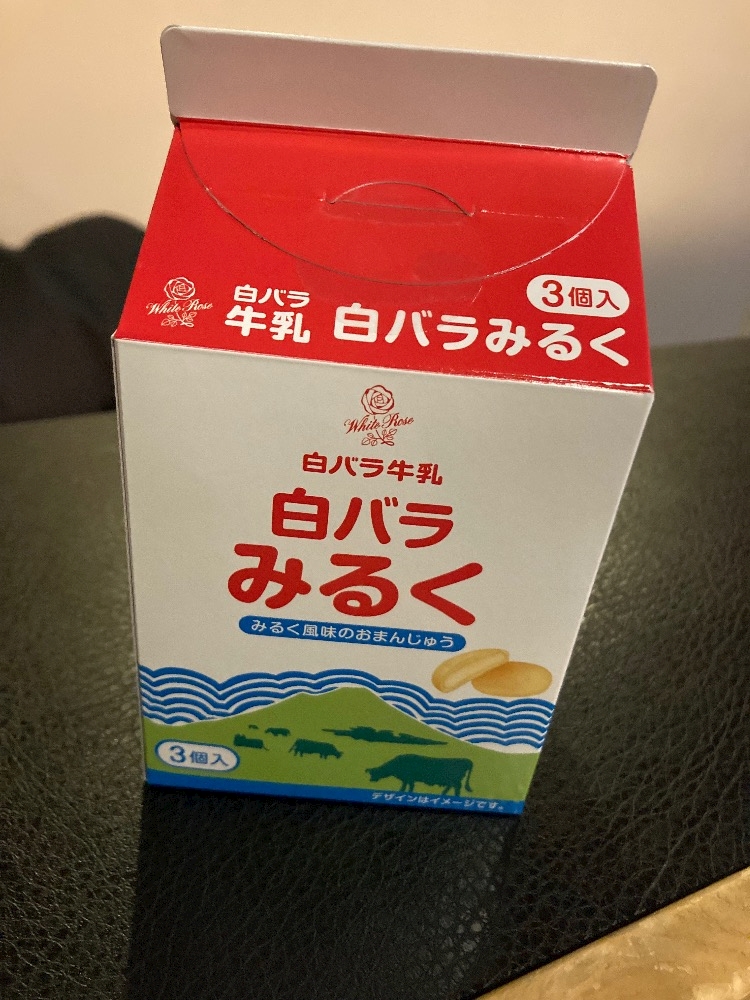 White Rose
白バラ
牛乳
白バラみるく
3個入
White Rose
白バラ牛乳
白バラ
みるく
みるく風味のおまんじゅう
3個入
デザインはイメージです。